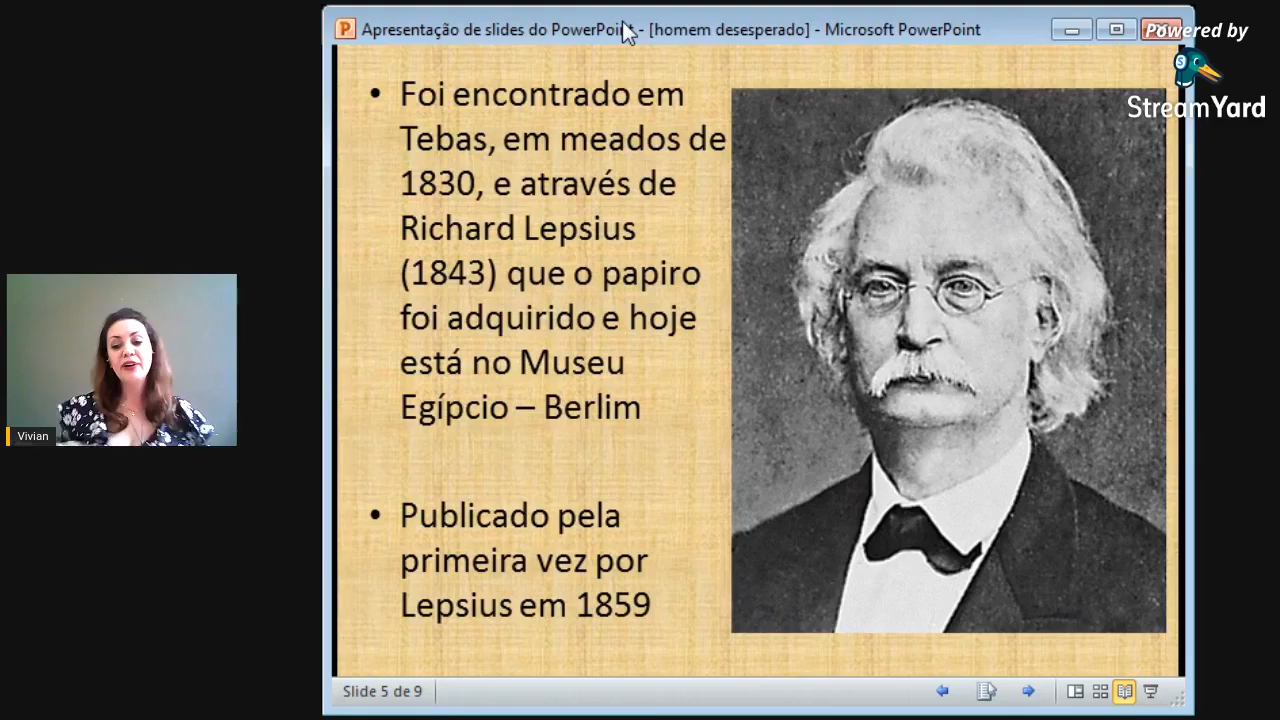 Apresentação de slides do PowerPoint - [homem desesperado] - Microsoft PowerPoint
Powered by
StreamYard
• Foi encontrado em
Tebas, em meados de
1830, e através de
Richard Lepsius
(1843) que o papiro
foi adquirido e hoje
está no Museu
Egípcio – Berlim
• Publicado pela
primeira vez por
Lepsius em 1859
Vivian
Slide 5 de 9